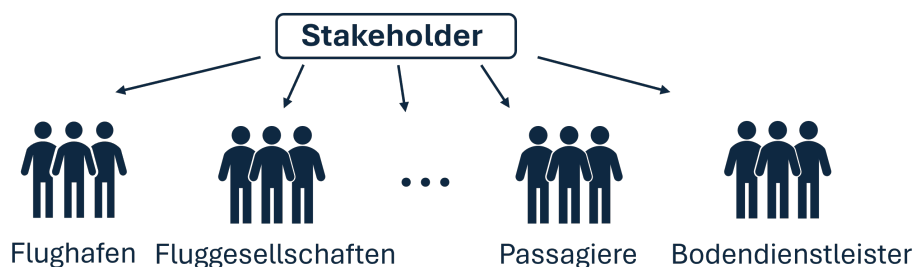 Stakeholder
...
Flughafen Fluggesellschaften Passagiere Bodendienstleister